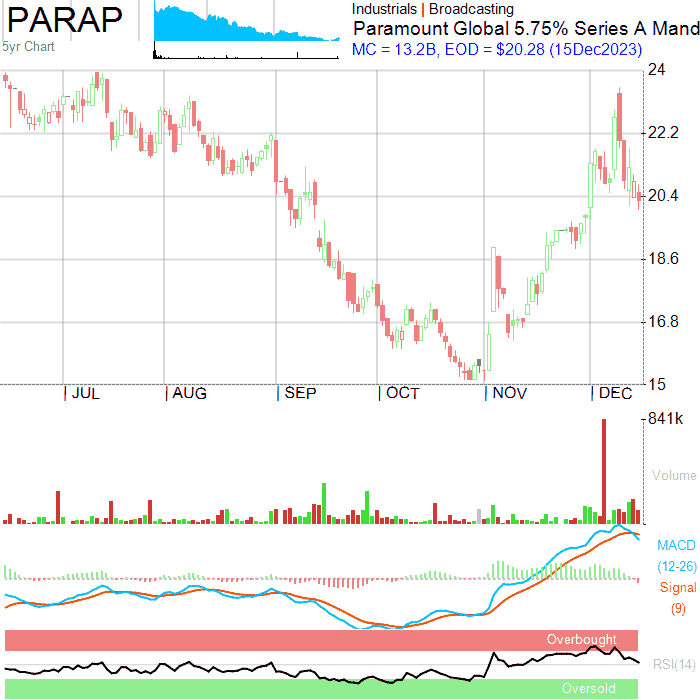 PARAP
5yr Chart
Industrials | Broadcasting
Paramount Global 5.75% Series A Mand
MC = 13.2B, EOD = $20.28 (15Dec2023)
24
22.2
20.4
18.6
16.8
15
JUL AUG SEP OCT NOV DEC
841k
Volume
MACD
(12-26)
Signal
(9)
Overbought
RSI(14)
Oversold